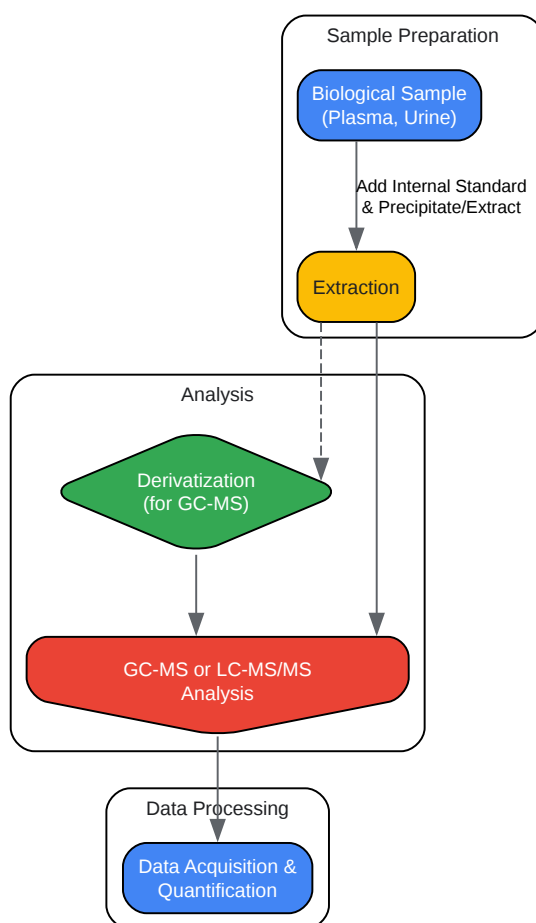 Sample Preparation
Biological Sample
(Plasma, Urine)
Add Internal Standard
& Precipitate/Extract
Extraction
Analysis
Derivatization
(for GC-MS)
GC-MS or LC-MS/MS
Analysis
Data Processing
Data Acquisition &
Quantification